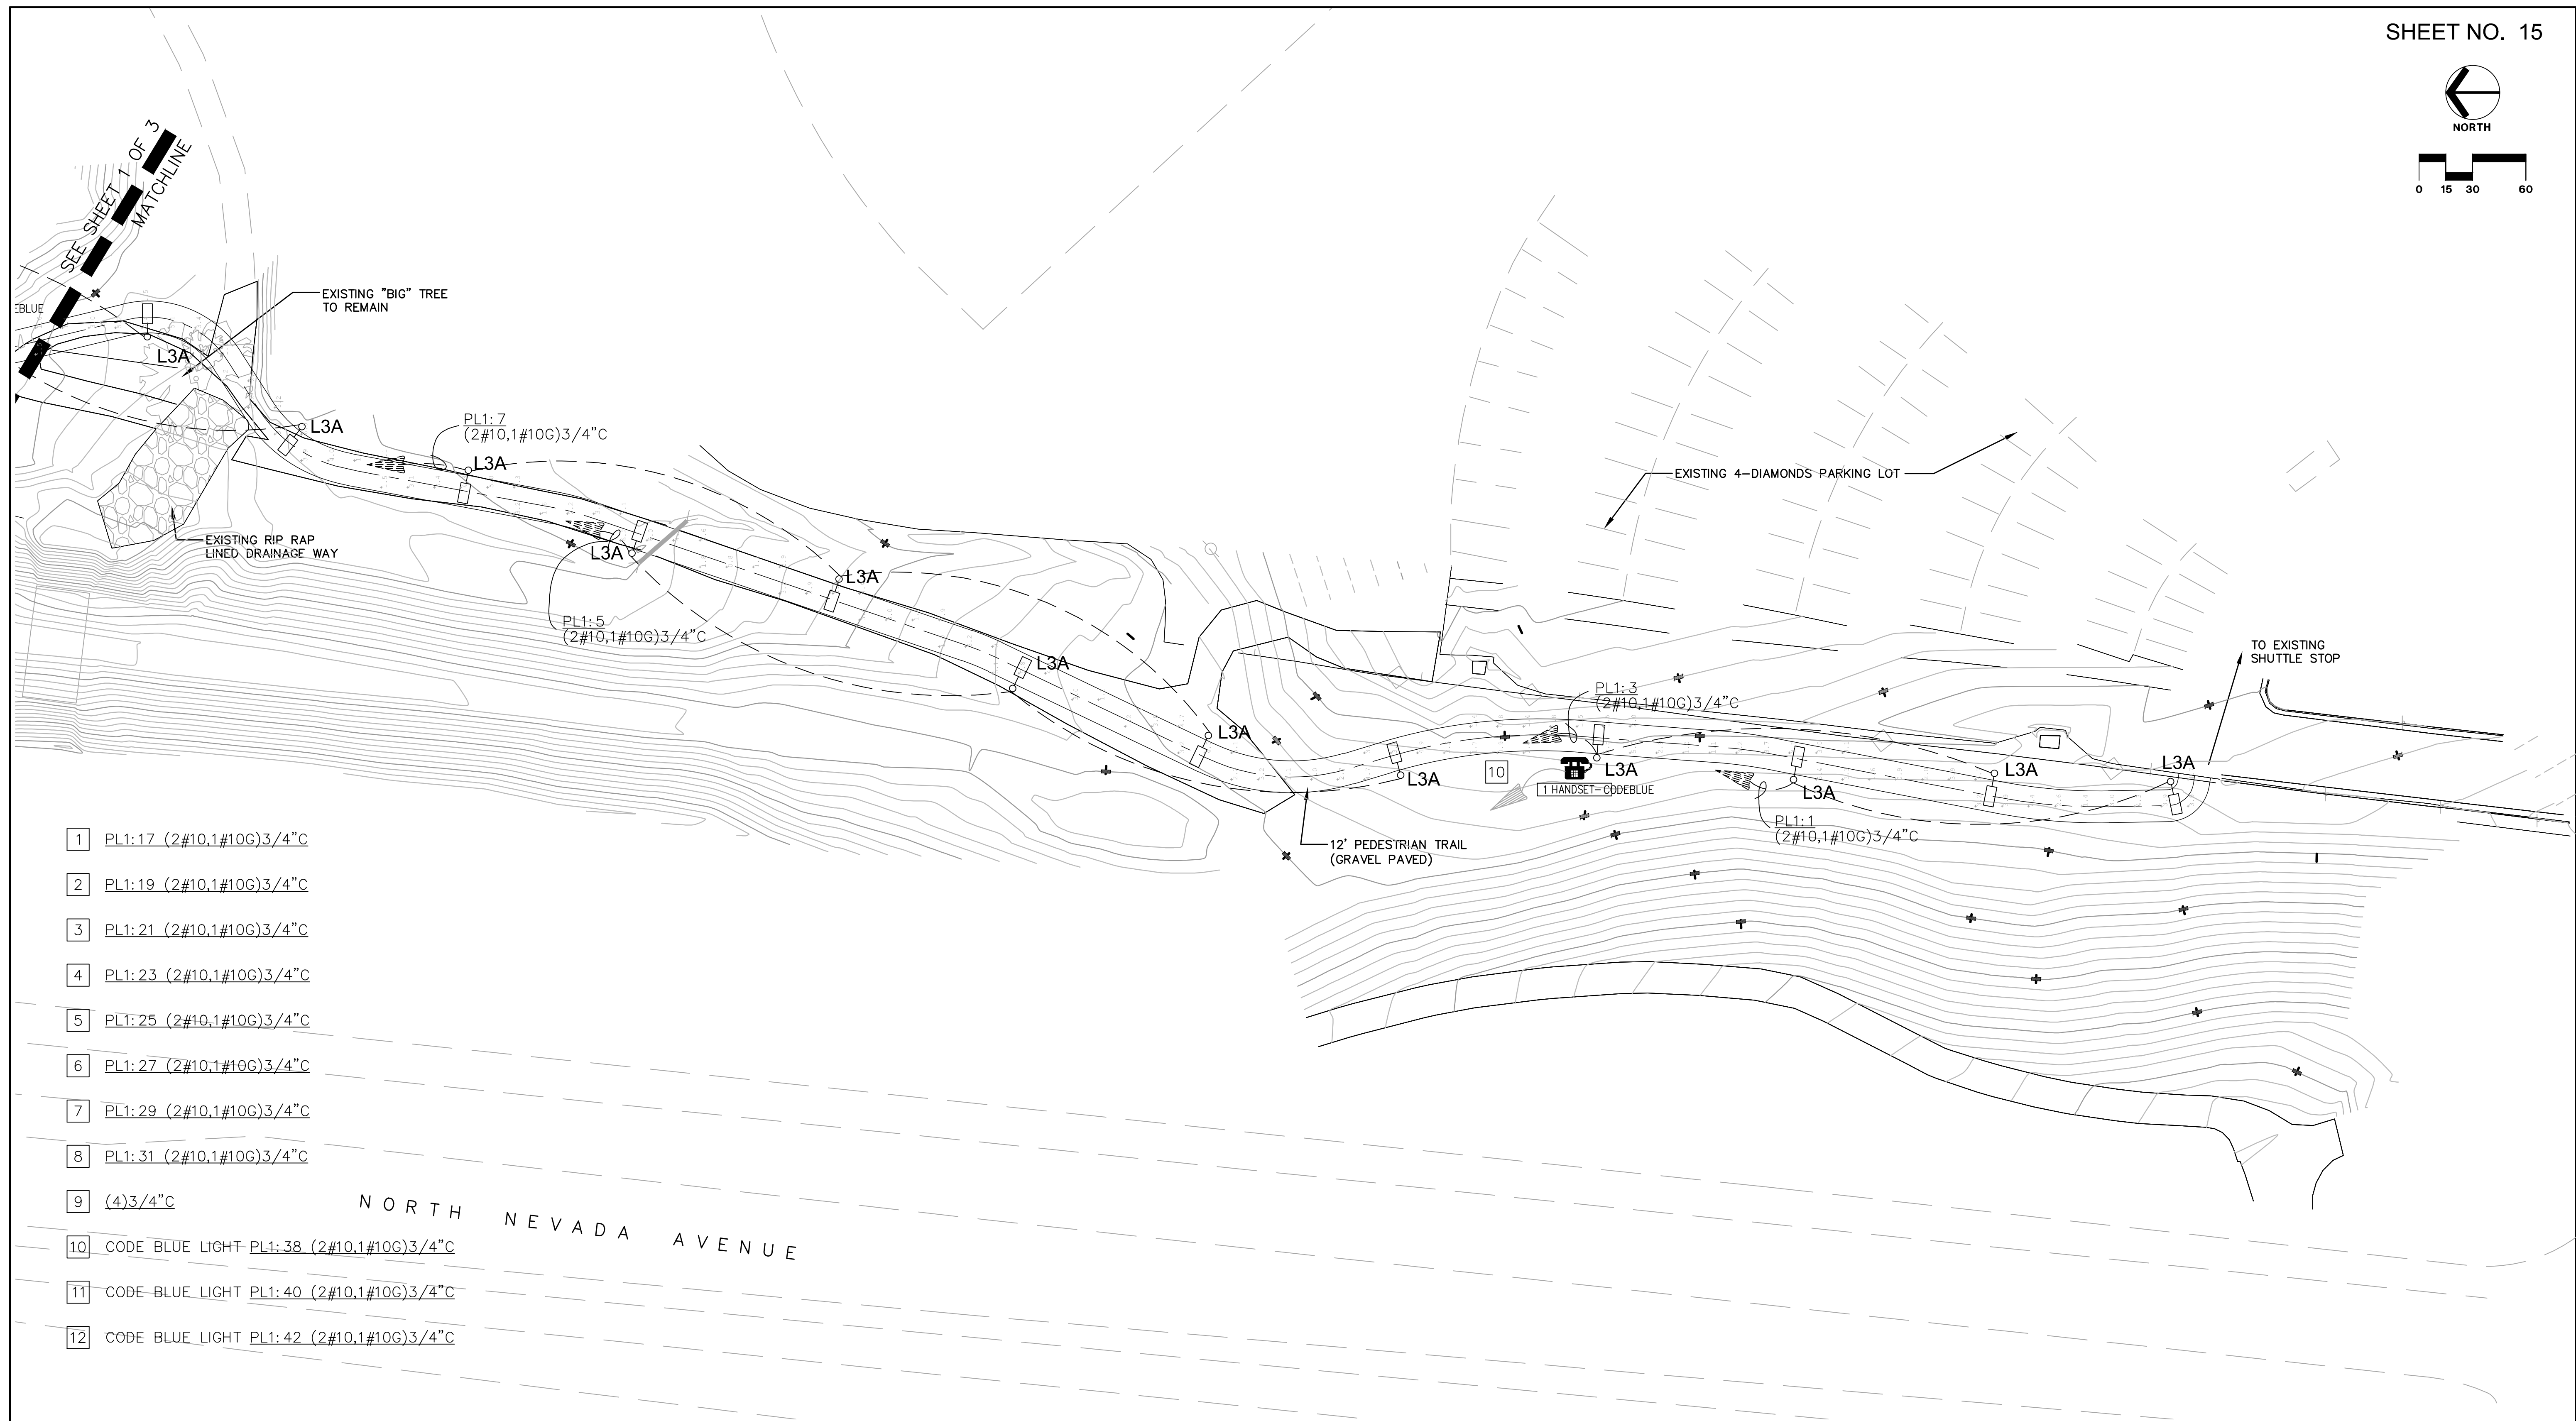 SHEET NO. 15
NORTH
0 15 30 60
SEE SHEET 1 OF 3
MATCHLINE
EBLUE
L3A
EXISTING "BIG" TREE
TO REMAIN
L3A
PL1:7
(2#10,1#10G)3/4"C
L3A
EXISTING RIP RAP
LINED DRAINAGE WAY
L3A
PL1:5
(2#10,1#10G)3/4"C
L3A
L3A
L3A
L3A
EXISTING 4-DIAMONDS PARKING LOT
PL1:3
(2#10,1#10G)3/4"C
10
L3A
1 HANDSET-CODEBLUE
L3A
PL1:1
(2#10,1#10G)3/4"C
L3A
L3A
TO EXISTING
SHUTTLE STOP
12' PEDESTRIAN TRAIL
(GRAVEL PAVED)
1 PL1:17 (2#10,1#10G)3/4"C
2 PL1:19 (2#10,1#10G)3/4"C
3 PL1:21 (2#10,1#10G)3/4"C
4 PL1:23 (2#10,1#10G)3/4"C
5 PL1:25 (2#10,1#10G)3/4"C
6 PL1:27 (2#10,1#10G)3/4"C
7 PL1:29 (2#10,1#10G)3/4"C
8 PL1:31 (2#10,1#10G)3/4"C
9 (4)3/4"C
10 CODE BLUE LIGHT PL1:38 (2#10,1#10G)3/4"C
11 CODE BLUE LIGHT PL1:40 (2#10,1#10G)3/4"C
12 CODE BLUE LIGHT PL1:42 (2#10,1#10G)3/4"C
NORTH NEVADA AVENUE